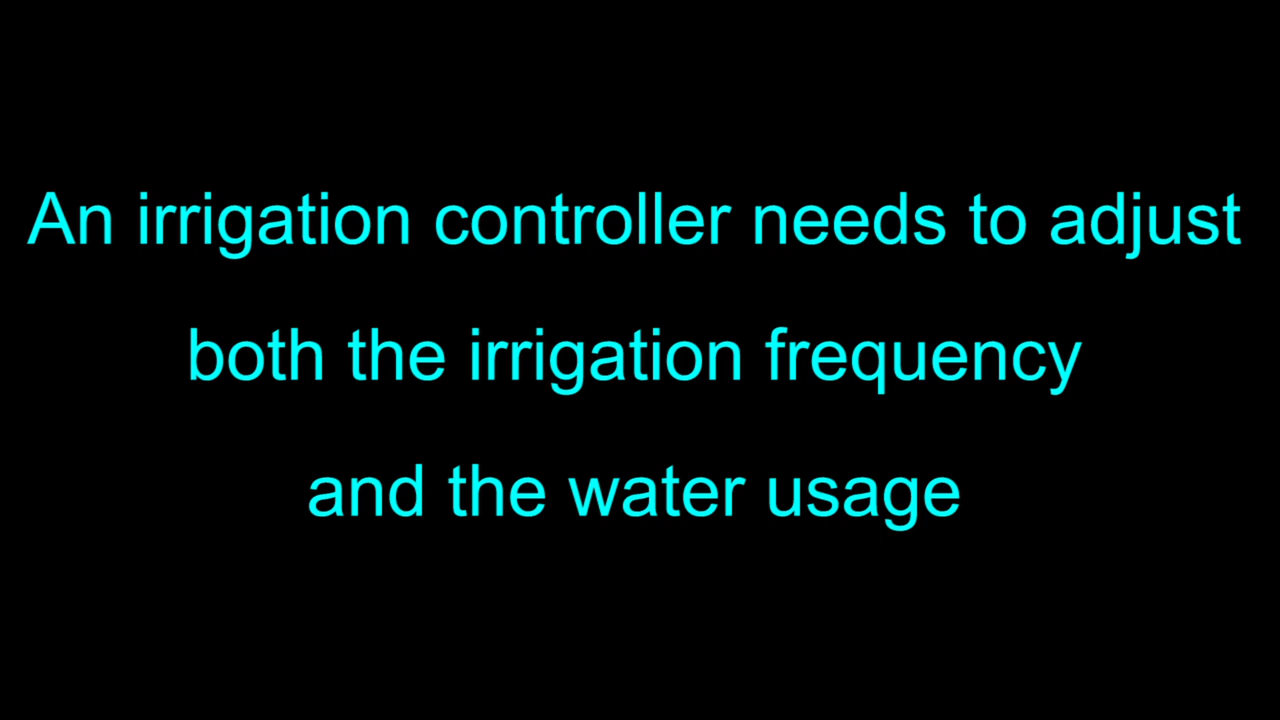 An irrigation controller needs to adjust
both the irrigation frequency
and the water usage